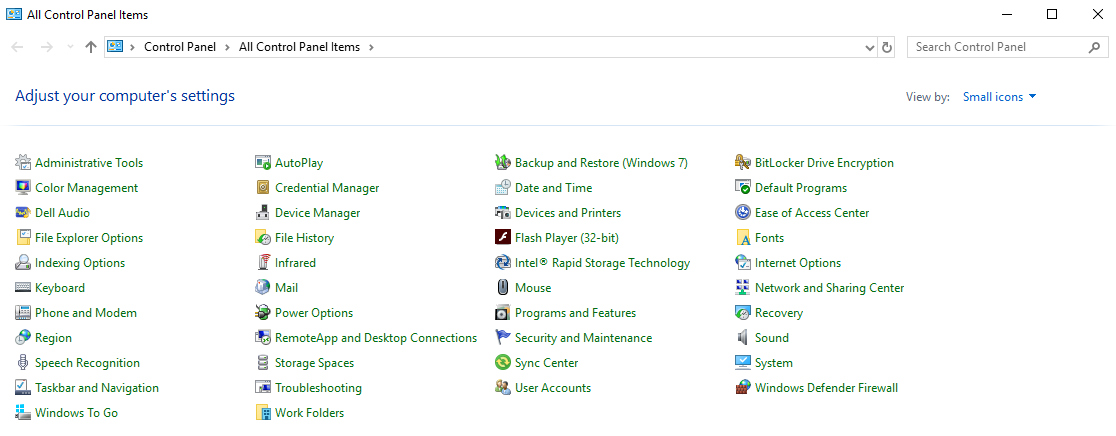 All Control Panel Items
Control Panel > All Control Panel Items >
Search Control Panel
Adjust your computer's settings
View by: Small icons
Administrative Tools
AutoPlay
Backup and Restore (Windows 7)
BitLocker Drive Encryption
Color Management
Credential Manager
Date and Time
Default Programs
Dell Audio
Device Manager
Devices and Printers
Ease of Access Center
File Explorer Options
File History
Flash Player (32-bit)
Fonts
Indexing Options
Infrared
Intel® Rapid Storage Technology
Internet Options
Keyboard
Mail
Mouse
Network and Sharing Center
Phone and Modem
Power Options
Programs and Features
Recovery
Region
RemoteApp and Desktop Connections
Security and Maintenance
Sound
Speech Recognition
Storage Spaces
Sync Center
System
Taskbar and Navigation
Troubleshooting
User Accounts
Windows Defender Firewall
Windows To Go
Work Folders